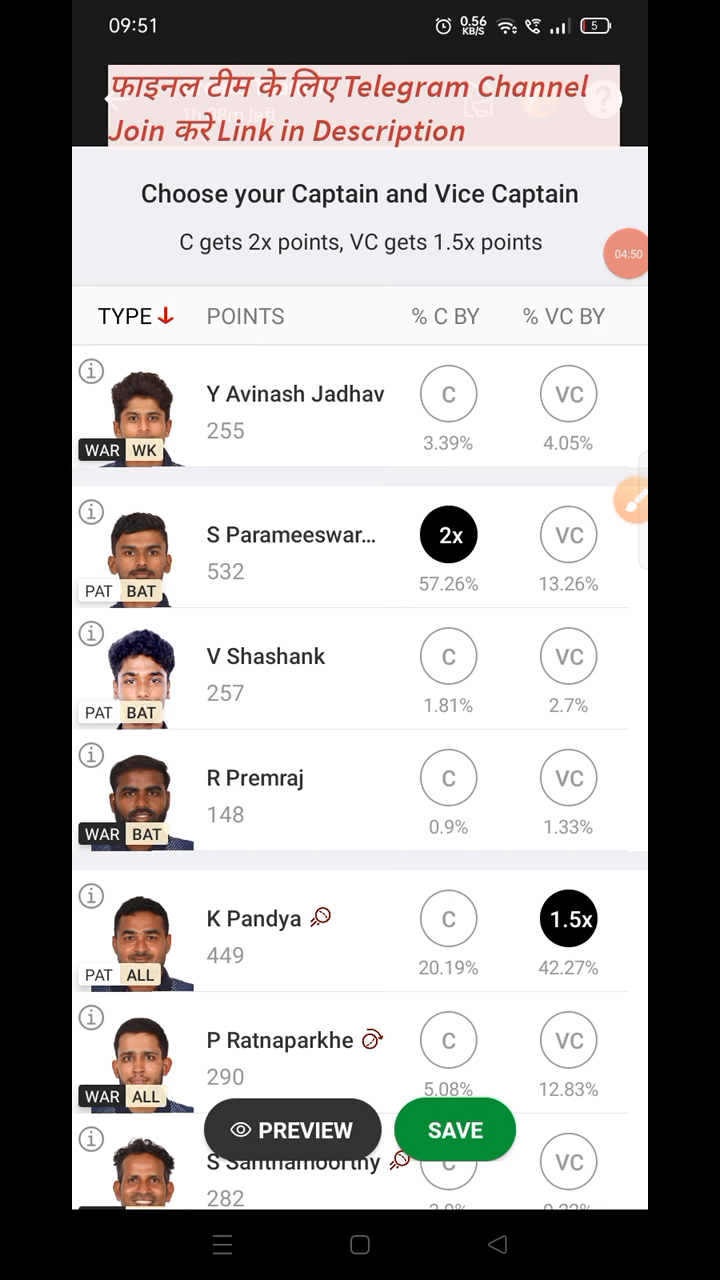 09:51
0.56
KB/S
5
फाइनल टीम के लिए Telegram Channel
Join करे Link in Description
Choose your Captain and Vice Captain
C gets 2x points, VC gets 1.5x points
04:50
TYPE POINTS % C BY % VC BY
Y Avinash Jadhav
255
C
VC
3.39%
4.05%
WAR WK
S Parameeswar...
532
2x
VC
57.26%
13.26%
PAT BAT
V Shashank
257
C
VC
1.81%
2.7%
PAT BAT
R Premraj
148
C
VC
0.9%
1.33%
WAR BAT
K Pandya
449
C
1.5x
20.19%
42.27%
PAT ALL
P Ratnaparkhe
290
C
VC
5.08%
12.83%
WAR ALL
PREVIEW
SAVE
S Santhamoorthy
282
C
VC